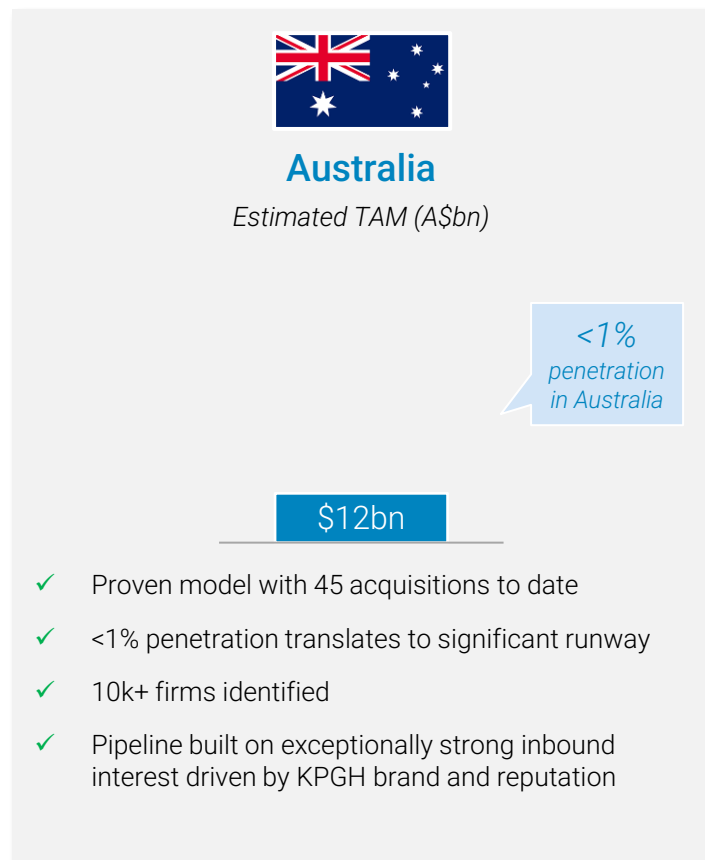 Australia
Estimated TAM (A$bn)
<1%
penetration
in Australia
$12bn
✓ Proven model with 45 acquisitions to date
✓ <1% penetration translates to significant runway
✓ 10k+ firms identified
✓ Pipeline built on exceptionally strong inbound
interest driven by KPGH brand and reputation